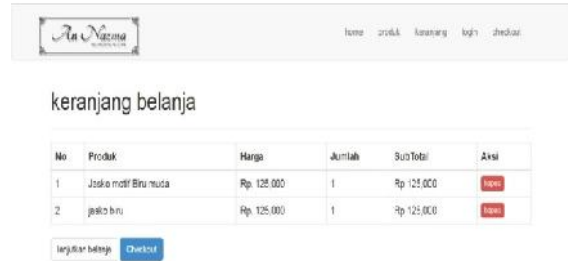 An Nazma
home produk keranjang login checkout
keranjang belanja
No Produk Harga Jumlah SubTotal Aksi
1 Jasko motif Biru muda Rp. 125,000 1 Rp 125,000 hapus
2 jasko biru Rp. 125,000 1 Rp 125,000 hapus
lanjutkan belanja Checkout